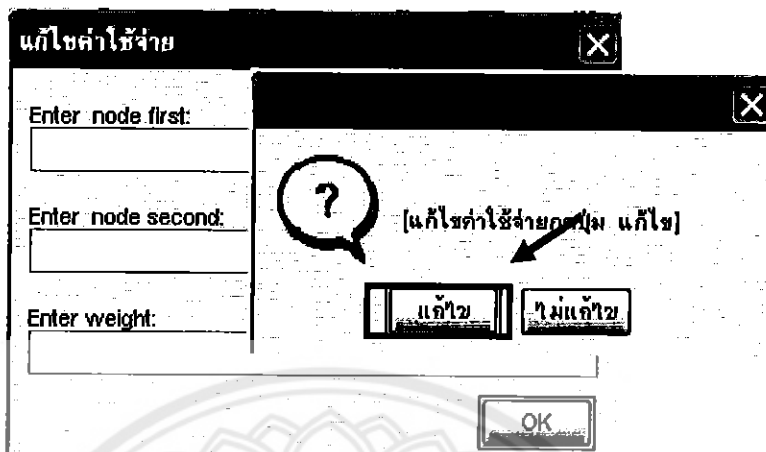 แก้ไขค่าใช้จ่าย
Enter node first:
Enter node second:
Enter weight:
OK
?
[แก้ไขค่าใช้จ่ายกดปุ่ม แก้ไข]
แก้ไข
ไม่แก้ไข